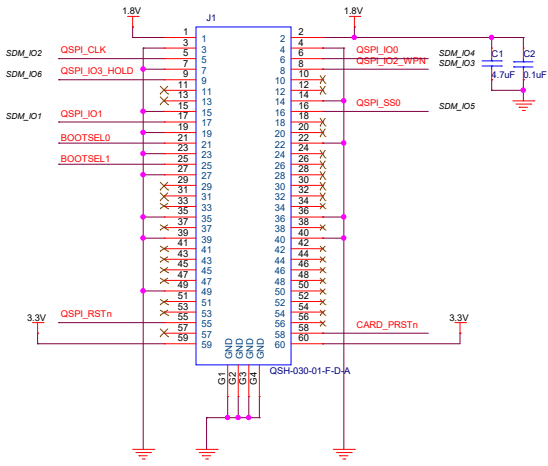 1.8V
J1
1.8V
1 1 2 2
3 3 4 4
SDM_IO2 QSPI_CLK 5 5 6 6 QSPI_IO0 SDM_IO4 C1 C2
7 7 8 8 QSPI_IO2_WPN SDM_IO3
SDM_IO6 QSPI_IO3_HOLD 9 9 10 10 4.7uF 0.1uF
11 11 12 12
13 13 14 14
15 15 16 16 QSPI_SS0 SDM_IO5
SDM_IO1 QSPI_IO1 17 17 18 18
19 19 20 20
BOOTSEL0 21 21 22 22
23 23 24 24
BOOTSEL1 25 25 26 26
27 27 28 28
29 29 30 30
31 31 32 32
33 33 34 34
35 35 36 36
37 37 38 38
39 39 40 40
41 41 42 42
43 43 44 44
45 45 46 46
47 47 48 48
49 49 50 50
51 51 52 52
53 53 54 54
3.3V QSPI_RSTn 55 55 56 56 3.3V
57 57 58 58 CARD_PRSTn
59 59 60 60
GND GND GND GND
G1 G2 G3 G4
QSH-030-01-F-D-A